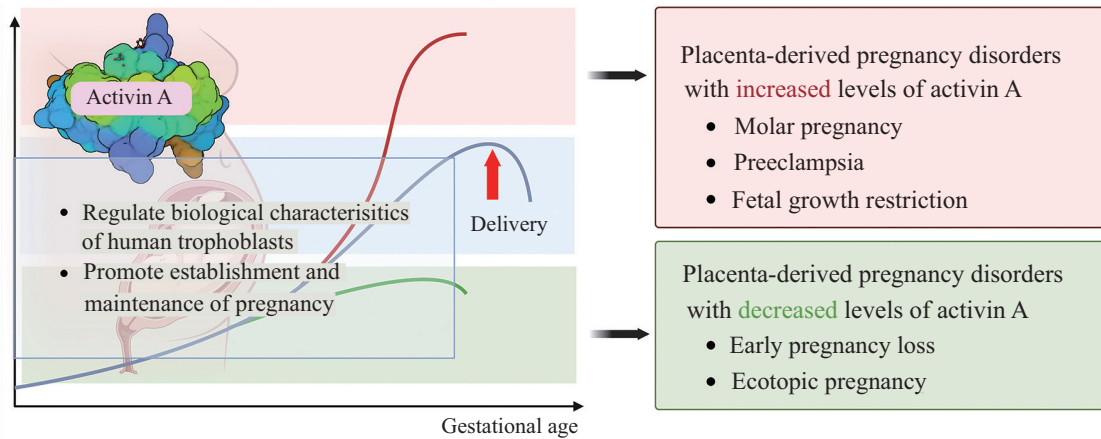 Activin A
• Regulate biological characterisitics
of human trophoblasts
• Promote establishment and
maintenance of pregnancy
Delivery
Gestational age
Placenta-derived pregnancy disorders
with increased levels of activin A
• Molar pregnancy
• Preeclampsia
• Fetal growth restriction
Placenta-derived pregnancy disorders
with decreased levels of activin A
• Early pregnancy loss
• Ecotopic pregnancy